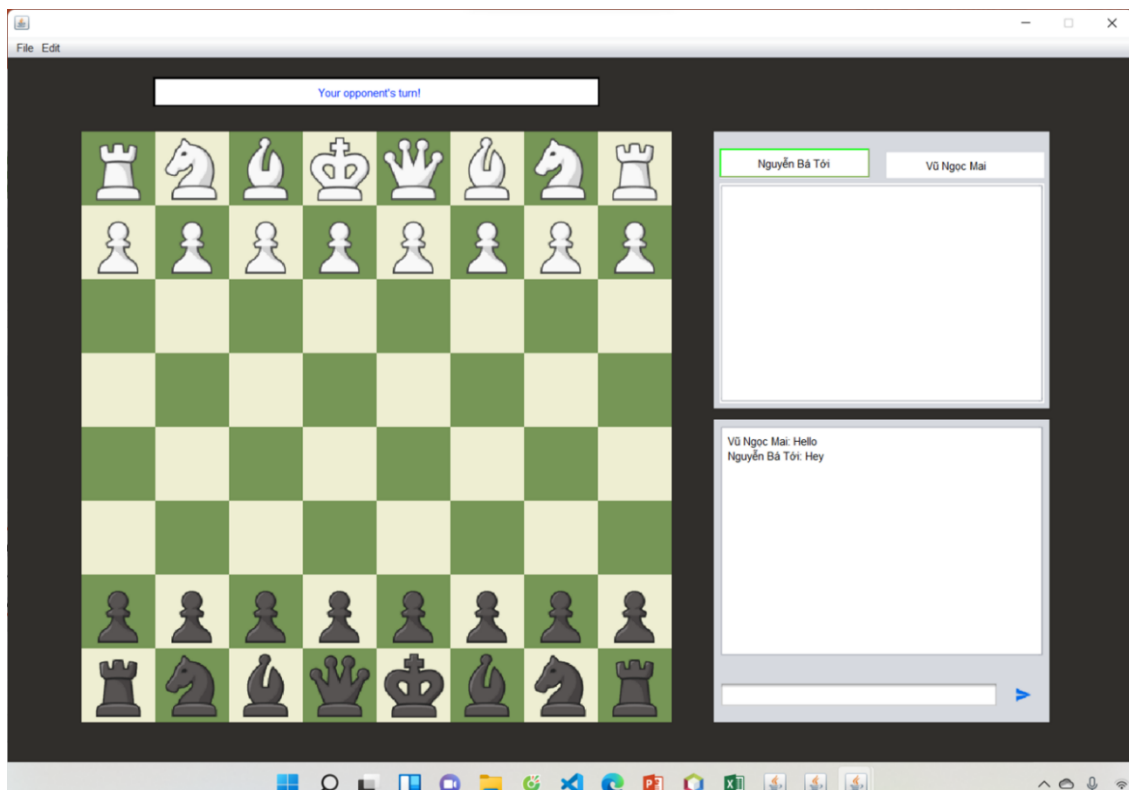 File Edit
Your opponent's turn!
Nguyễn Bá Tới
Vũ Ngọc Mai
Vũ Ngọc Mai: Hello
Nguyễn Bá Tới: Hey